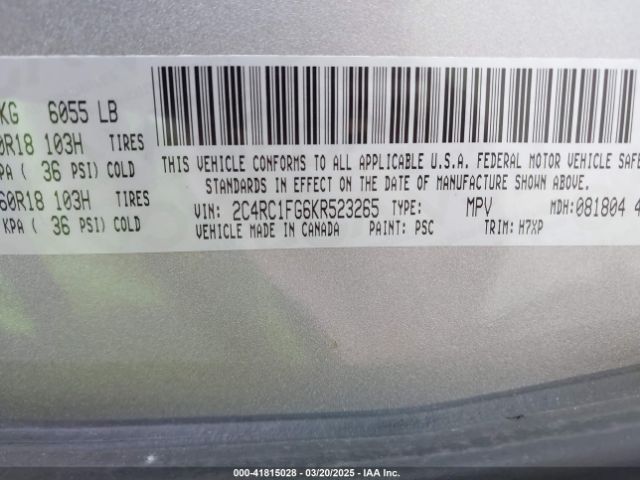 KG 6055 LB
0R18 103H TIRES
PA ( 36 PSI) COLD
60R18 103H TIRES
KPA ( 36 PSI) COLD
THIS VEHICLE CONFORMS TO ALL APPLICABLE U.S.A. FEDERAL MOTOR VEHICLE SAFE
STANDARDS IN EFFECT ON THE DATE OF MANUFACTURE SHOWN ABOVE.
VIN: 2C4RC1FG6KR523265 TYPE: MPV MDH:081804 4
VEHICLE MADE IN CANADA PAINT: PSC TRIM: H7XP
000-41815028 — 03/20/2025 — IAA Inc.